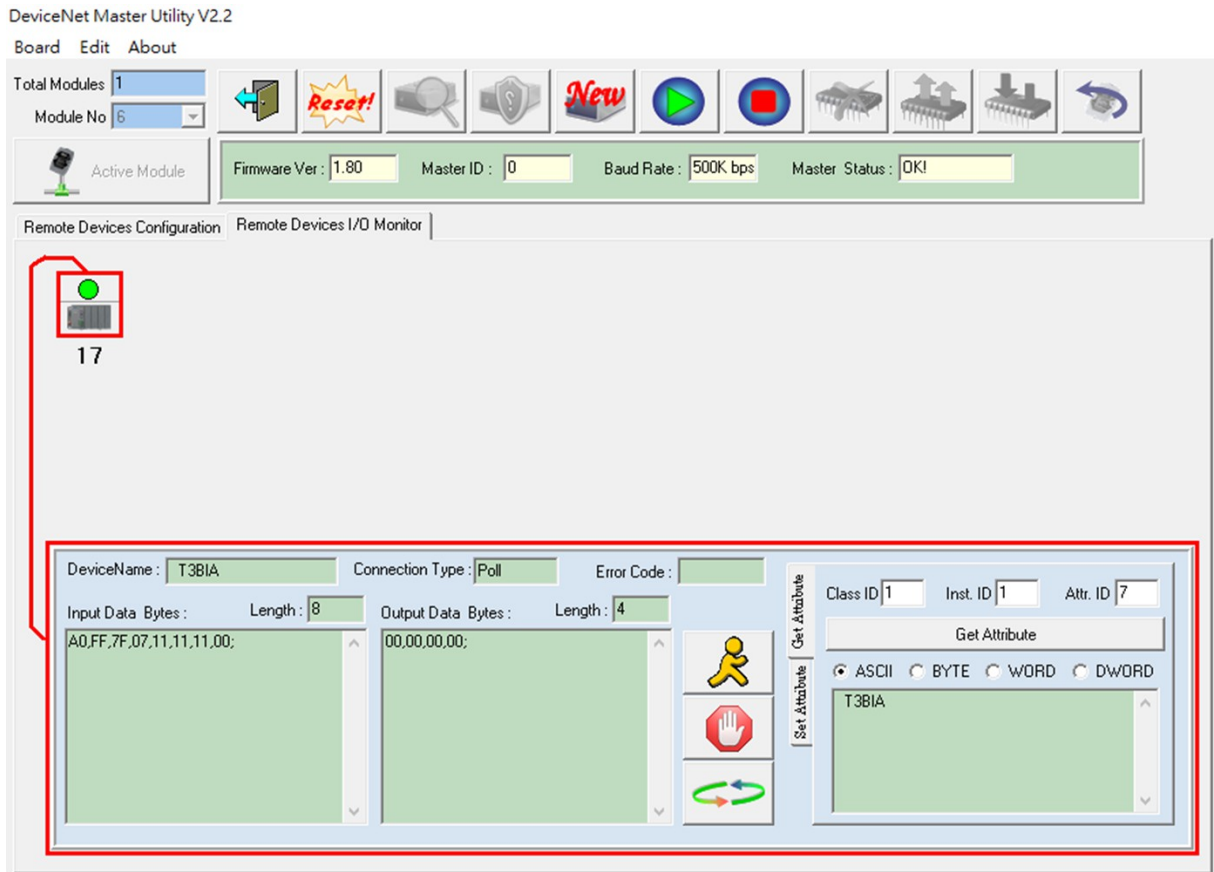 DeviceNet Master Utility V2.2
Board Edit About
Total Modules 1
Module No 6
Reset!
New
Active Module
Firmware Ver : 1.80 Master ID : 0 Baud Rate : 500K bps Master Status : OK!
Remote Devices Configuration Remote Devices I/O Monitor
17
DeviceName : T3BIA Connection Type : Poll Error Code :
Input Data Bytes : Length : 8 Output Data Bytes : Length : 4
A0,FF,7F,07,11,11,11,00; 00,00,00,00;
Get Attribute
Set Attribute
Class ID 1 Inst. ID 1 Attr. ID 7
Get Attribute
ASCII BYTE WORD DWORD
T3BIA